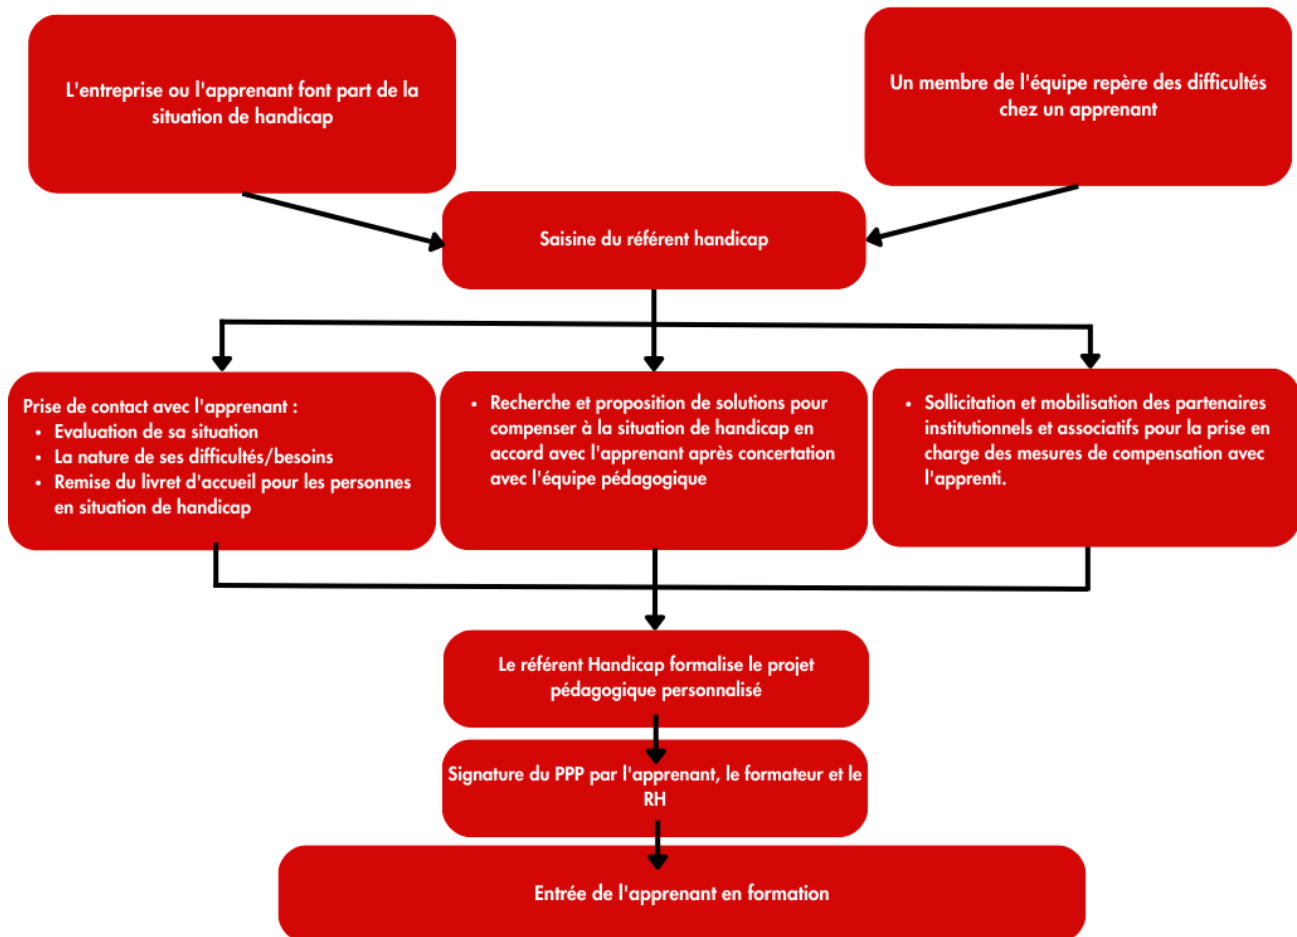 L'entreprise ou l'apprenant font part de la
situation de handicap
Un membre de l'équipe repère des difficultés
chez un apprenant
Saisine du référent handicap
Prise de contact avec l'apprenant :
• Evaluation de sa situation
• La nature de ses difficultés/besoins
• Remise du livret d'accueil pour les personnes
en situation de handicap
• Recherche et proposition de solutions pour
compenser à la situation de handicap en
accord avec l'apprenant après concertation
avec l'équipe pédagogique
• Sollicitation et mobilisation des partenaires
institutionnels et associatifs pour la prise en
charge des mesures de compensation avec
l'apprenti.
Le référent Handicap formalise le projet
pédagogique personnalisé
Signature du PPP par l'apprenant, le formateur et le
RH
Entrée de l'apprenant en formation